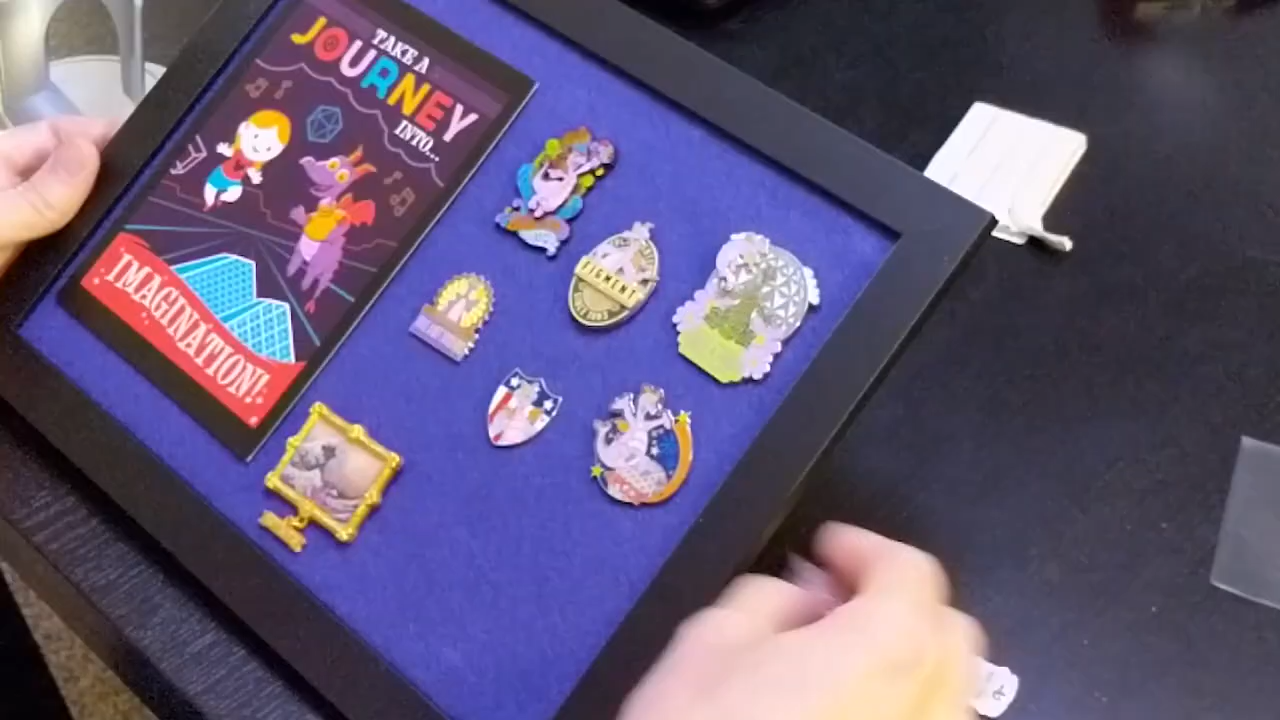 TAKE A
JOURNEY
INTO...
IMAGINATION!
FIGMENT